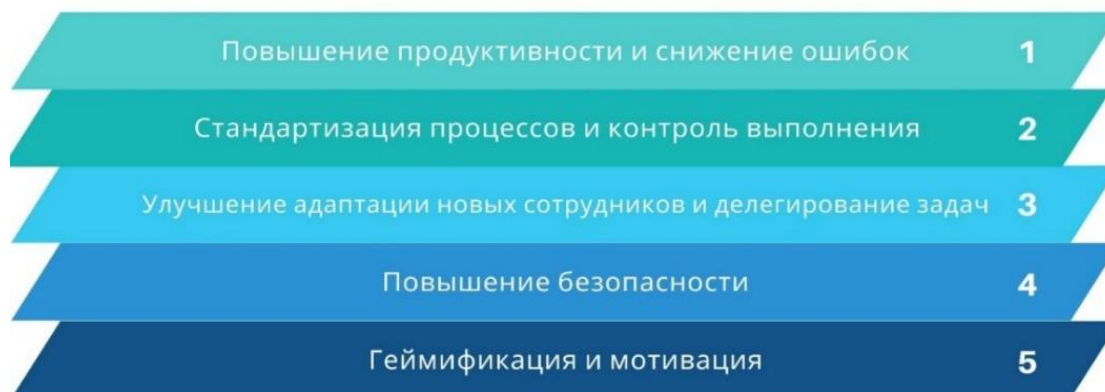 Повышение продуктивности и снижение ошибок 1
Стандартизация процессов и контроль выполнения 2
Улучшение адаптации новых сотрудников и делегирование задач 3
Повышение безопасности 4
Геймификация и мотивация 5